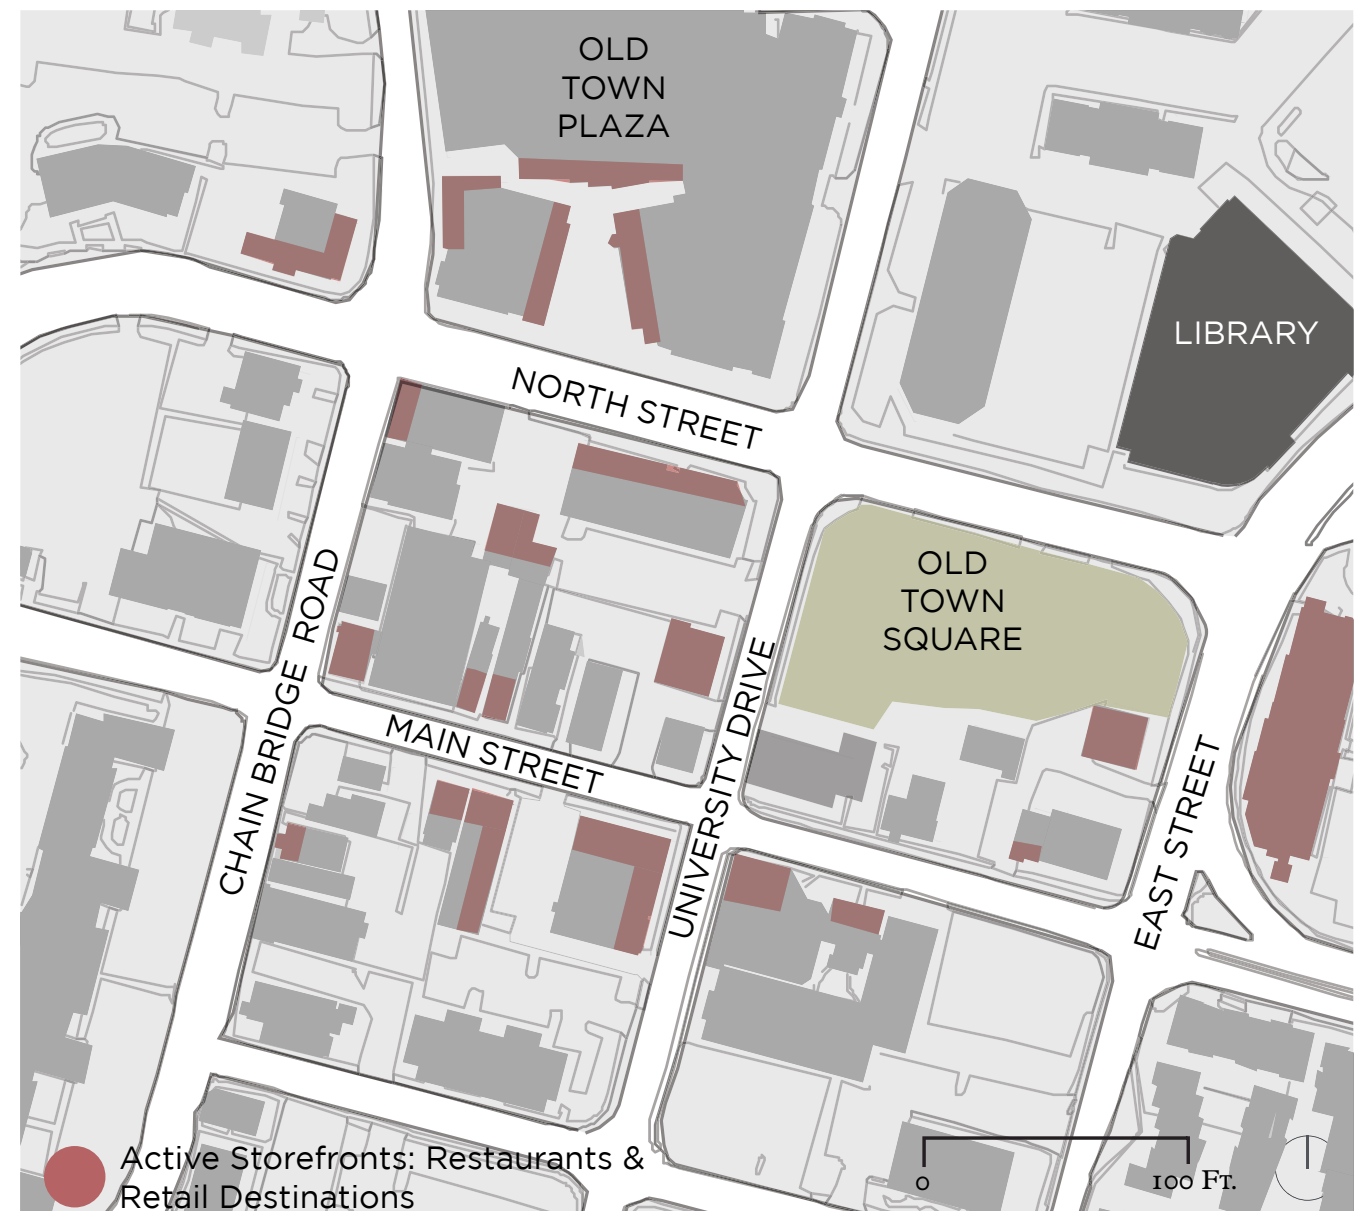 OLD
TOWN
PLAZA
LIBRARY
NORTH STREET
OLD
TOWN
SQUARE
CHAIN BRIDGE ROAD
MAIN STREET
UNIVERSITY DRIVE
EAST STREET
Active Storefronts: Restaurants &
Retail Destinations
0
100 Ft.